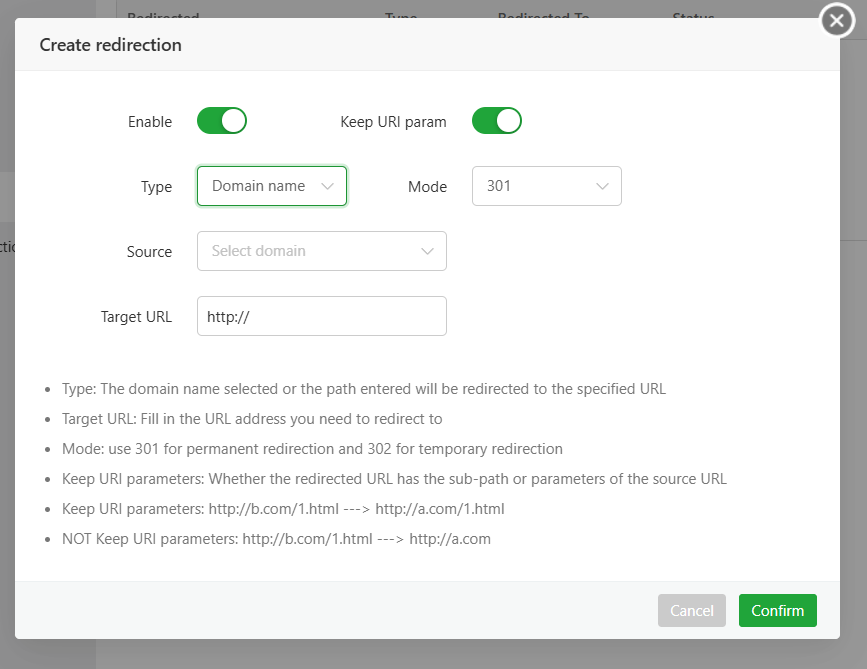 Redirected Type Redirected To Status
Create redirection
Enable Keep URI param
Type Domain name Mode 301
Source Select domain
Target URL http://
Type: The domain name selected or the path entered will be redirected to the specified URL
Target URL: Fill in the URL address you need to redirect to
Mode: use 301 for permanent redirection and 302 for temporary redirection
Keep URI parameters: Whether the redirected URL has the sub-path or parameters of the source URL
Keep URI parameters: http://b.com/1.html ---> http://a.com/1.html
NOT Keep URI parameters: http://b.com/1.html ---> http://a.com
Cancel Confirm